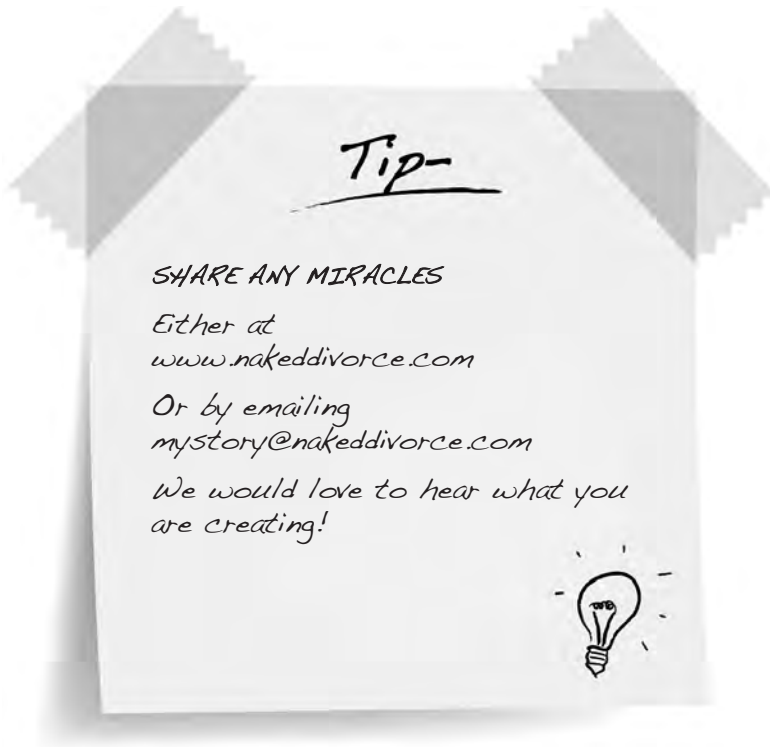 Tip-
SHARE ANY MIRACLES
Either at
www.nakeddivorce.com
Or by emailing
mystory@nakeddivorce.com
We would love to hear what you
are creating!